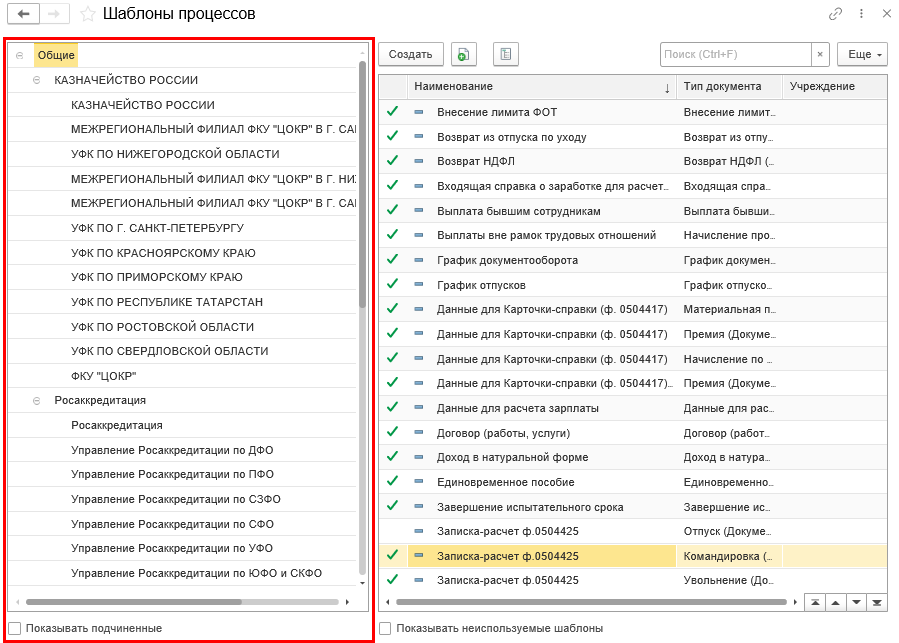 Шаблоны процессов
Общие
КАЗНАЧЕЙСТВО РОССИИ
КАЗНАЧЕЙСТВО РОССИИ
МЕЖРЕГИОНАЛЬНЫЙ ФИЛИАЛ ФКУ "ЦОКР" В Г. САН
УФК ПО НИЖЕГОРОДСКОЙ ОБЛАСТИ
МЕЖРЕГИОНАЛЬНЫЙ ФИЛИАЛ ФКУ "ЦОКР" В Г. НИЖ
МЕЖРЕГИОНАЛЬНЫЙ ФИЛИАЛ ФКУ "ЦОКР" В Г. САН
УФК ПО Г. САНКТ-ПЕТЕРБУРГУ
УФК ПО КРАСНОЯРСКОМУ КРАЮ
УФК ПО ПРИМОРСКОМУ КРАЮ
УФК ПО РЕСПУБЛИКЕ ТАТАРСТАН
УФК ПО РОСТОВСКОЙ ОБЛАСТИ
УФК ПО СВЕРДЛОВСКОЙ ОБЛАСТИ
ФКУ "ЦОКР"
Росаккредитация
Росаккредитация
Управление Росаккредитации по ДФО
Управление Росаккредитации по ПФО
Управление Росаккредитации по СЗФО
Управление Росаккредитации по СФО
Управление Росаккредитации по УФО
Управление Росаккредитации по ЮФО и СКФО
Показывать подчиненные
Создать Поиск (Ctrl+F) × Еще
Наименование ↓ Тип документа Учреждение
Внесение лимита ФОТ Внесение лимит...
Возврат из отпуска по уходу Возврат из отпу...
Возврат НДФЛ Возврат НДФЛ (...
Входящая справка о заработке для расчет... Входящая спра...
Выплата бывшим сотрудникам Выплата бывши...
Выплаты вне рамок трудовых отношений Начисление про...
График документооборота График докумен...
График отпусков График отпуско...
Данные для Карточки-справки (ф. 0504417) Материальная п...
Данные для Карточки-справки (ф. 0504417) Премия (Докуме...
Данные для Карточки-справки (ф. 0504417) Начисление по ...
Данные для Карточки-справки (ф. 0504417)... Премия (Докуме...
Данные для расчета зарплаты Данные для рас...
Договор (работы, услуги) Договор (работ...
Доход в натуральной форме Доход в натура...
Единовременное пособие Единовременно...
Завершение испытательного срока Завершение ис...
Записка-расчет ф.0504425 Отпуск (Докуме...
Записка-расчет ф.0504425 Командировка (...
Записка-расчет ф.0504425 Увольнение (До...
Показывать неиспользуемые шаблоны